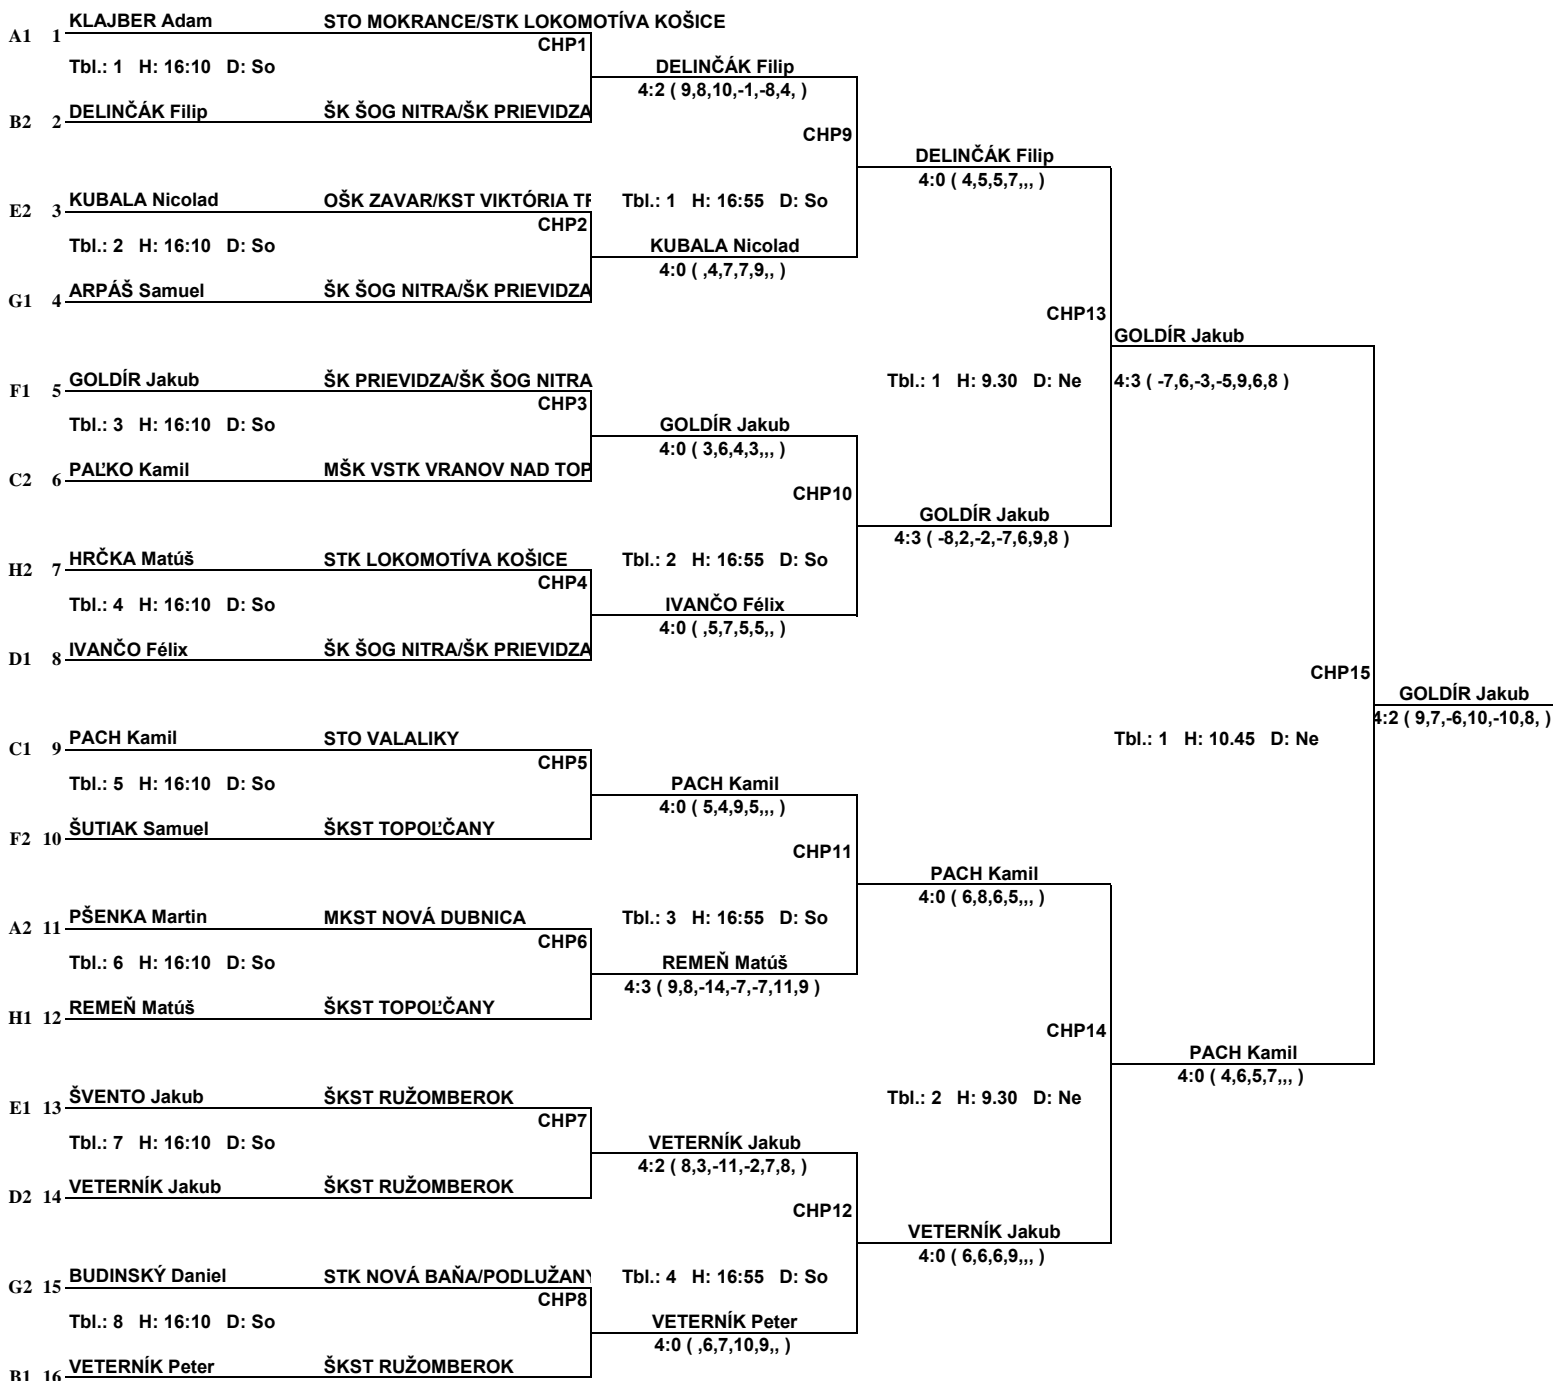 KLAJBER Adam STO MOKRANCE/STK LOKOMOTÍVA KOŠICE
A1 1
CHP1
Tbl.: 1 H: 16:10 D: So
DELINČÁK Filip
4:2 ( 9,8,10,-1,-8,4, )
DELINČÁK Filip ŠK ŠOG NITRA/ŠK PRIEVIDZA
B2 2
CHP9
DELINČÁK Filip
4:0 ( 4,5,5,7,,, )
KUBALA Nicolad OŠK ZAVAR/KST VIKTÓRIA
Tbl.: 1 H: 16:55 D: So
E2 3
CHP2
Tbl.: 2 H: 16:10 D: So
KUBALA Nicolad
4:0 ( ,4,7,7,9,, )
ARPÁŠ Samuel ŠK ŠOG NITRA/ŠK PRIEVIDZA
G1 4
CHP13
GOLDÍR Jakub
GOLDÍR Jakub ŠK PRIEVIDZA/ŠK ŠOG NITRA
Tbl.: 1 H: 9.30 D: Ne
4:3 ( -7,6,-3,-5,9,6,8 )
F1 5
CHP3
Tbl.: 3 H: 16:10 D: So
GOLDÍR Jakub
4:0 ( 3,6,4,3,,, )
PAĽKO Kamil MŠK VSTK VRANOV NAD TOP
C2 6
CHP10
GOLDÍR Jakub
4:3 ( -8,2,-2,-7,6,9,8 )
HRČKA Matúš STK LOKOMOTÍVA KOŠICE
Tbl.: 2 H: 16:55 D: So
H2 7
CHP4
Tbl.: 4 H: 16:10 D: So
IVANČO Félix
4:0 ( ,5,7,5,5,, )
IVANČO Félix ŠK ŠOG NITRA/ŠK PRIEVIDZA
D1 8
CHP15
GOLDÍR Jakub
4:2 ( 9,7,-6,10,-10,8, )
PACH Kamil STO VALALIKY
Tbl.: 1 H: 10.45 D: Ne
C1 9
CHP5
Tbl.: 5 H: 16:10 D: So
PACH Kamil
4:0 ( 5,4,9,5,,, )
ŠUTIAK Samuel ŠKST TOPOĽČANY
F2 10
CHP11
PACH Kamil
4:0 ( 6,8,6,5,,, )
PŠENKA Martin MKST NOVÁ DUBNICA
Tbl.: 3 H: 16:55 D: So
A2 11
CHP6
Tbl.: 6 H: 16:10 D: So
REMEŇ Matúš
4:3 ( 9,8,-14,-7,-7,11,9 )
REMEŇ Matúš ŠKST TOPOĽČANY
H1 12
CHP14
PACH Kamil
4:0 ( 4,6,5,7,,, )
ŠVENTO Jakub ŠKST RUŽOMBEROK
Tbl.: 2 H: 9.30 D: Ne
E1 13
CHP7
Tbl.: 7 H: 16:10 D: So
VETERNÍK Jakub
4:2 ( 8,3,-11,-2,7,8, )
VETERNÍK Jakub ŠKST RUŽOMBEROK
D2 14
CHP12
VETERNÍK Jakub
4:0 ( 6,6,6,9,,, )
BUDINSKÝ Daniel STK NOVÁ BAŇA/PODLUŽANY
Tbl.: 4 H: 16:55 D: So
G2 15
CHP8
Tbl.: 8 H: 16:10 D: So
VETERNÍK Peter
4:0 ( ,6,7,10,9,, )
VETERNÍK Peter ŠKST RUŽOMBEROK
B1 16